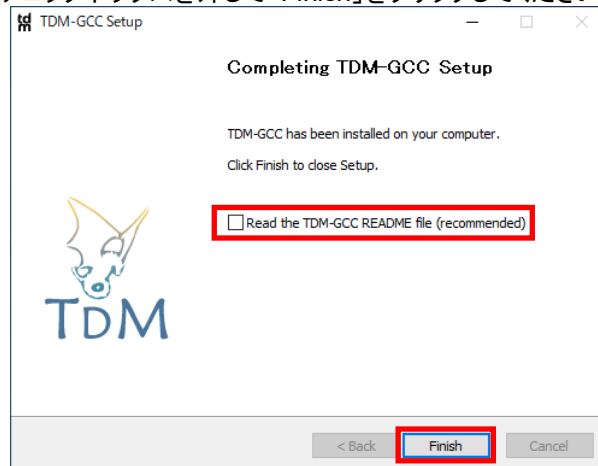 TDM-GCC Setup
Completing TDM-GCC Setup
TDM-GCC has been installed on your computer.
Click Finish to close Setup.
Read the TDM-GCC README file (recommended)
TDM
< Back Finish Cancel